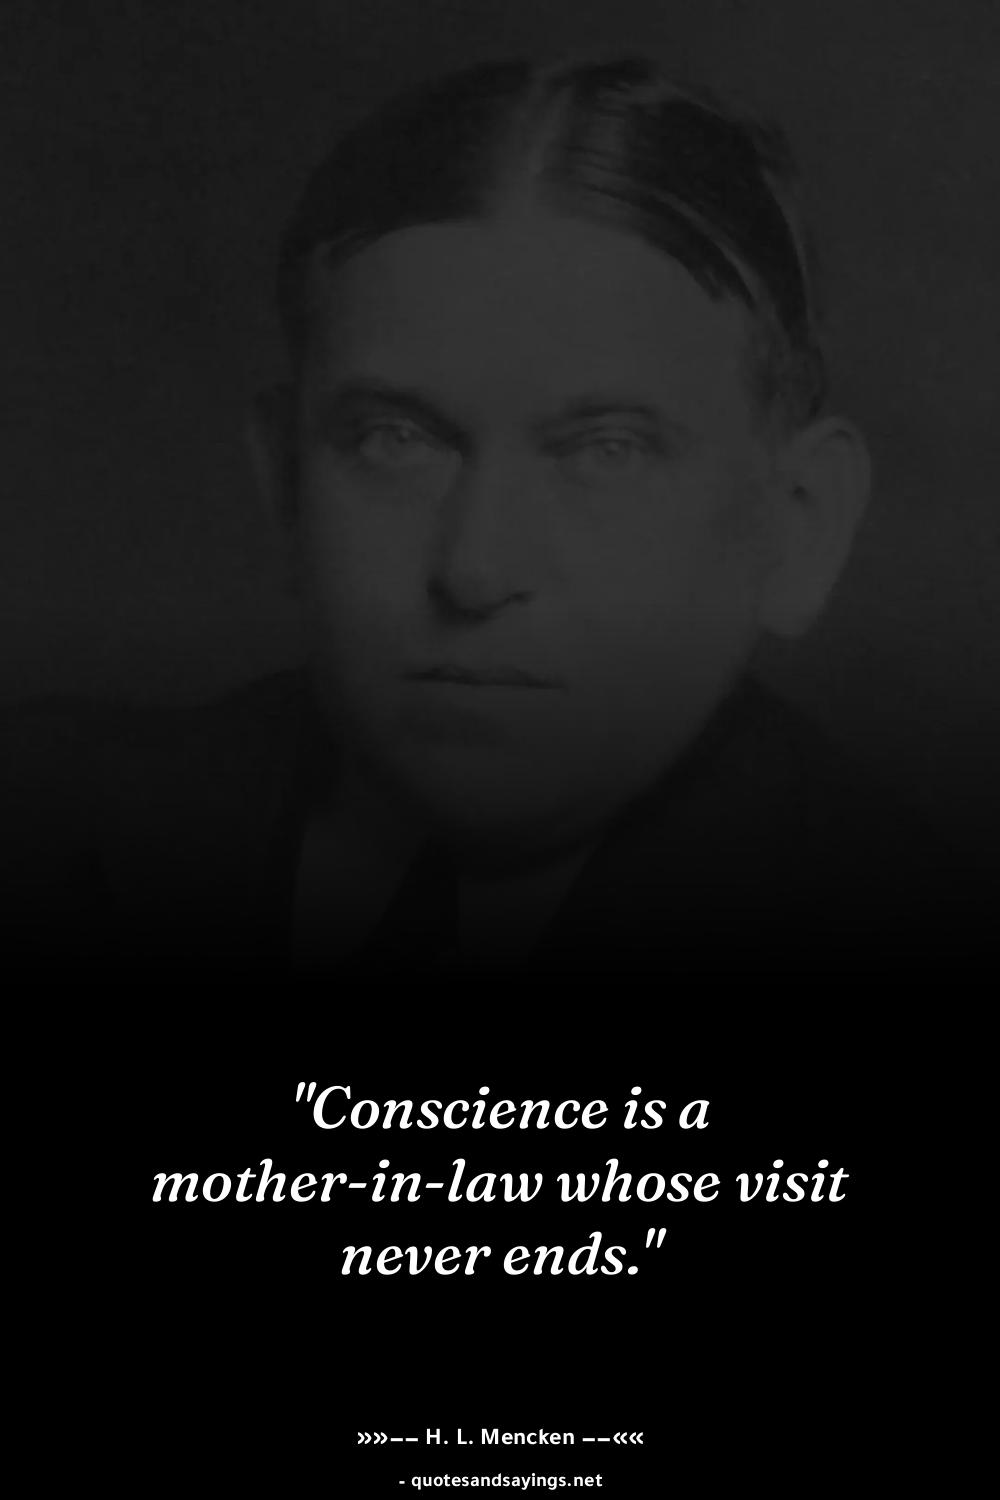 "Conscience is a
mother-in-law whose visit
never ends."
»»–– H. L. Mencken ––««
- quotesandsayings.net